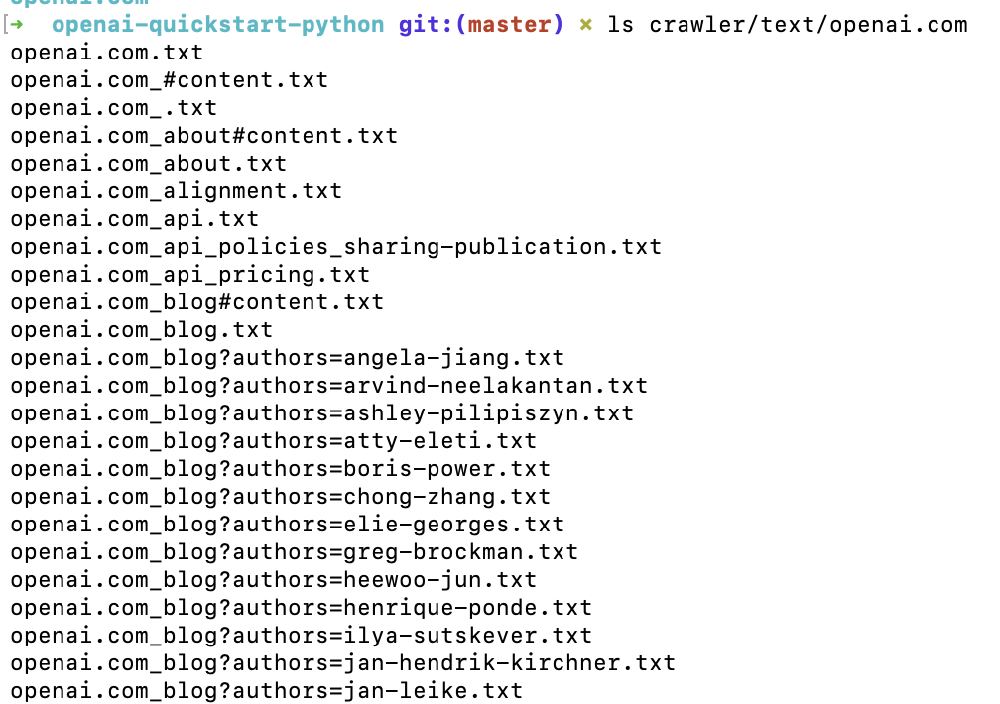 openai.com
[➜ openai-quickstart-python git:(master) ✗ ls crawler/text/openai.com
openai.com.txt
openai.com_#content.txt
openai.com_.txt
openai.com_about#content.txt
openai.com_about.txt
openai.com_alignment.txt
openai.com_api.txt
openai.com_api_policies_sharing-publication.txt
openai.com_api_pricing.txt
openai.com_blog#content.txt
openai.com_blog.txt
openai.com_blog?authors=angela-jiang.txt
openai.com_blog?authors=arvind-neelakantan.txt
openai.com_blog?authors=ashley-pilipiszyn.txt
openai.com_blog?authors=atty-eleti.txt
openai.com_blog?authors=boris-power.txt
openai.com_blog?authors=chong-zhang.txt
openai.com_blog?authors=elie-georges.txt
openai.com_blog?authors=greg-brockman.txt
openai.com_blog?authors=heewoo-jun.txt
openai.com_blog?authors=henrique-ponde.txt
openai.com_blog?authors=ilya-sutskever.txt
openai.com_blog?authors=jan-hendrik-kirchner.txt
openai.com_blog?authors=jan-leike.txt